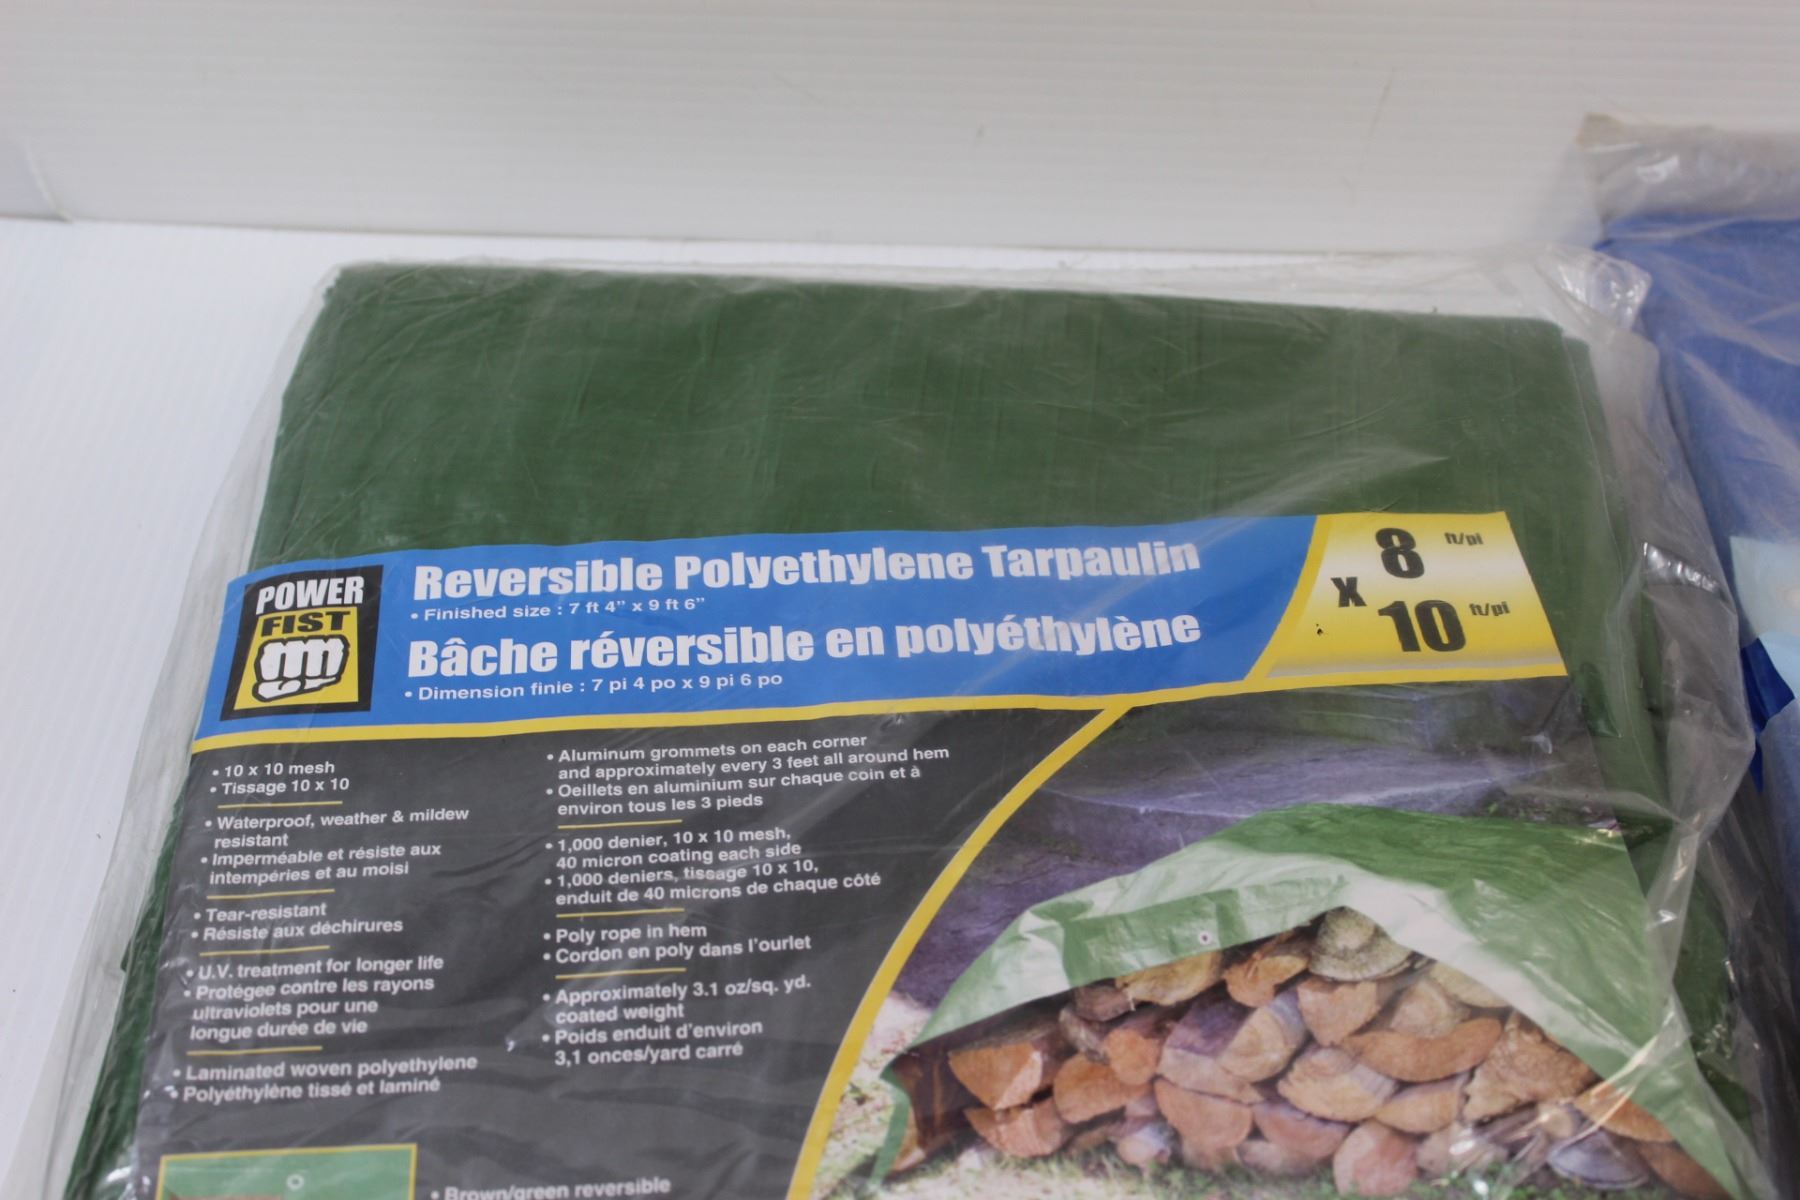 POWER
FIST
Reversible Polyethylene Tarpaulin
• Finished size : 7 ft 4” x 9 ft 6”
Bâche réversible en polyéthylène
• Dimension finie : 7 pi 4 po x 9 pi 6 po
8 ft/pi
x 10 ft/pi
• 10 x 10 mesh
• Tissage 10 x 10
• Waterproof, weather & mildew
resistant
• Imperméable et résiste aux
intempéries et au moisi
• Tear-resistant
• Résiste aux déchirures
• U.V. treatment for longer life
• Protégee contre les rayons
ultraviolets pour une
longue durée de vie
• Laminated woven polyethylene
• Polyéthylène tissé et laminé
• Aluminum grommets on each corner
and approximately every 3 feet all around hem
• Oeillets en aluminium sur chaque coin et à
environ tous les 3 pieds
• 1,000 denier, 10 x 10 mesh,
40 micron coating each side
• 1,000 deniers, tissage 10 x 10,
enduit de 40 microns de chaque côté
• Poly rope in hem
• Cordon en poly dans l’ourlet
• Approximately 3.1 oz/sq. yd.
coated weight
• Poids enduit d’environ
3,1 onces/yard carré
• Brown/green reversible